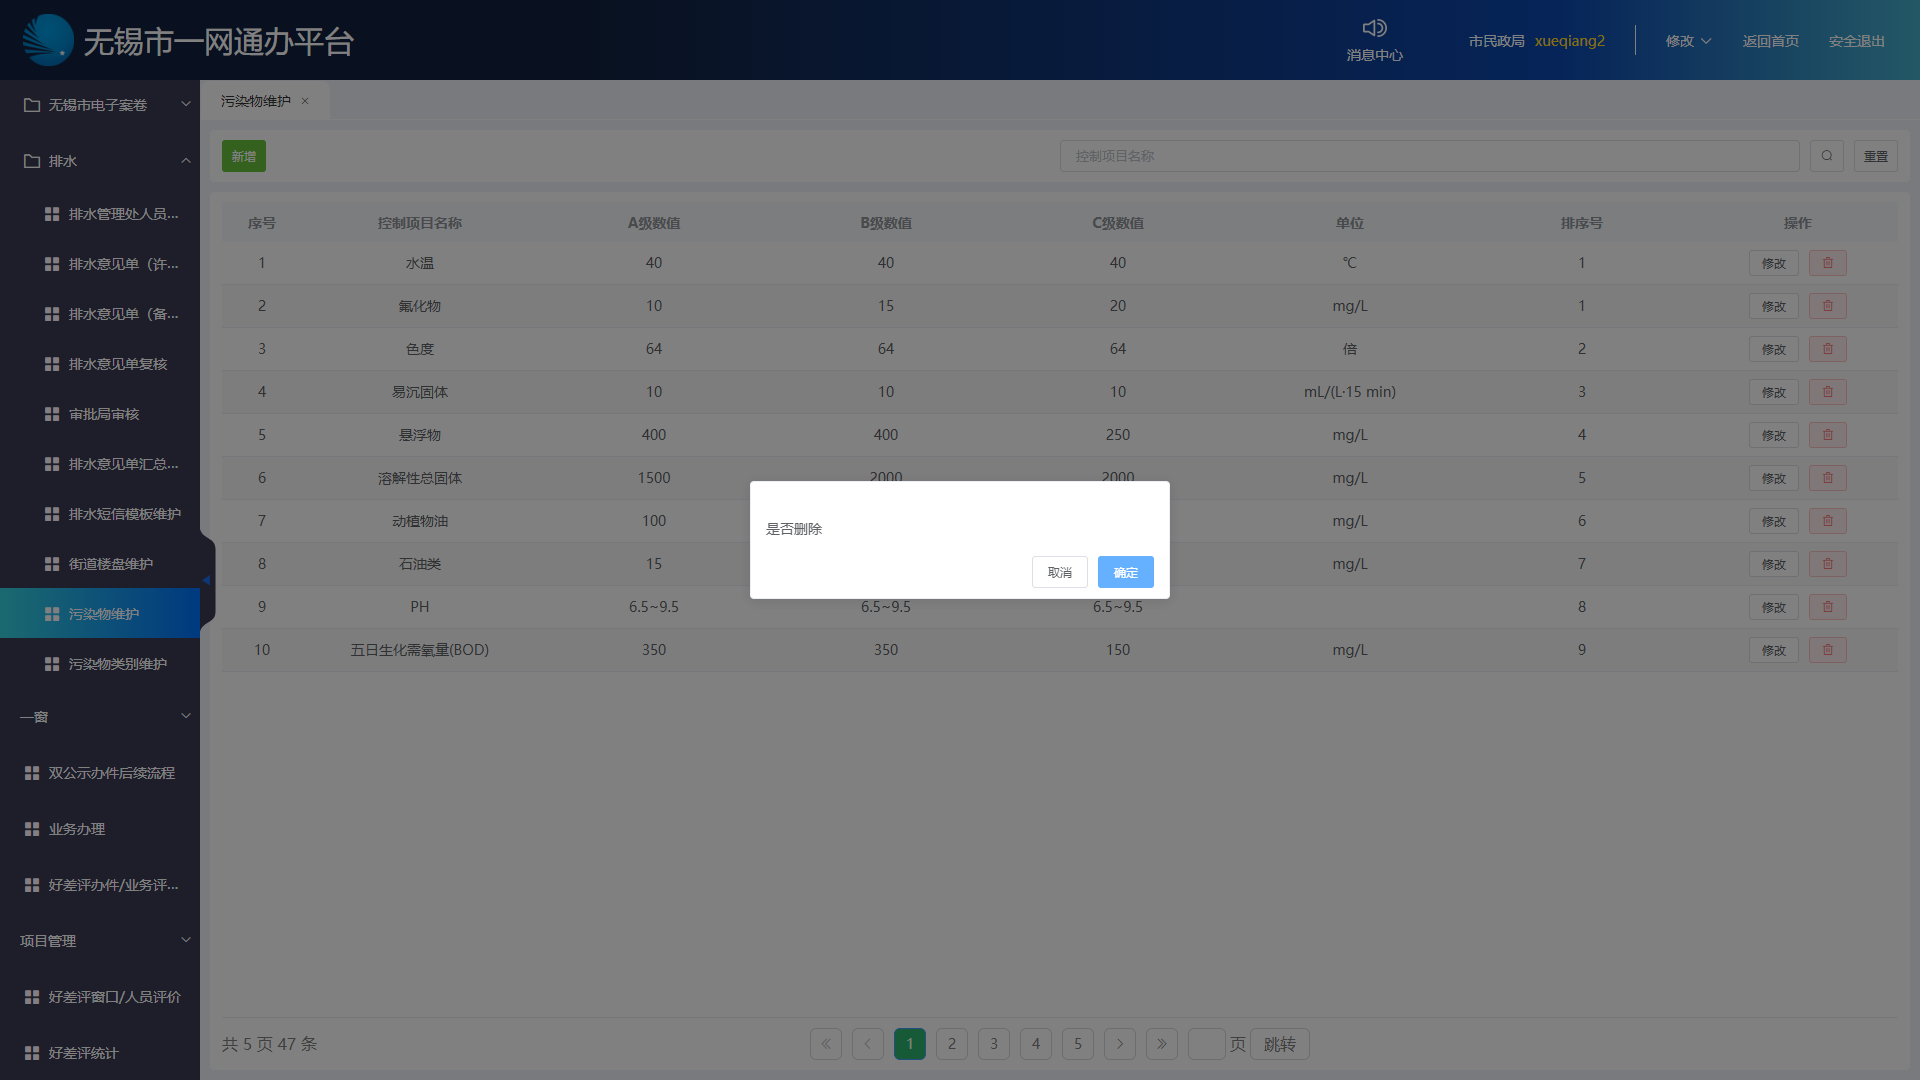 无锡市一网通办平台
消息中心
市民政局 xueqiang2
修改
返回首页
安全退出
无锡市电子案卷
排水
排水管理处人员...
排水意见单（许...
排水意见单（备...
排水意见单复核
审批局审核
排水意见单汇总...
排水短信模板维护
街道楼盘维护
污染物维护
污染物类别维护
一窗
双公示办件后续流程
业务办理
好差评办件/业务评...
项目管理
好差评窗口/人员评价
好差评统计
污染物维护
新增
控制项目名称
重置
序号 控制项目名称 A级数值 B级数值 C级数值 单位 排序号 操作
1 水温 40 40 40 ℃ 1 修改
2 氟化物 10 15 20 mg/L 1 修改
3 色度 64 64 64 倍 2 修改
4 易沉固体 10 10 10 mL/(L·15 min) 3 修改
5 悬浮物 400 400 250 mg/L 4 修改
6 溶解性总固体 1500 2000 2000 mg/L 5 修改
7 动植物油 100 mg/L 6 修改
8 石油类 15 mg/L 7 修改
9 PH 6.5~9.5 6.5~9.5 6.5~9.5 8 修改
10 五日生化需氧量(BOD) 350 350 150 mg/L 9 修改
是否删除
取消
确定
共 5 页 47 条
1 2 3 4 5 页 跳转